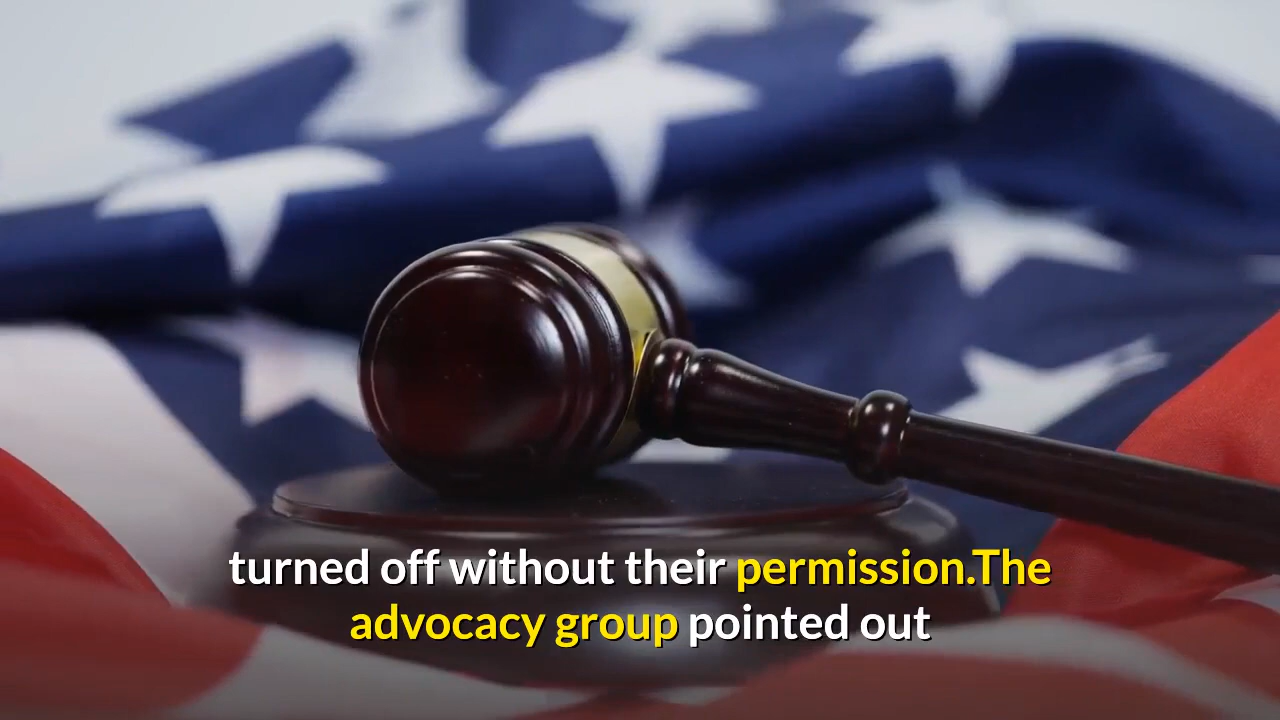 turned off without their permission.The
advocacy group pointed out